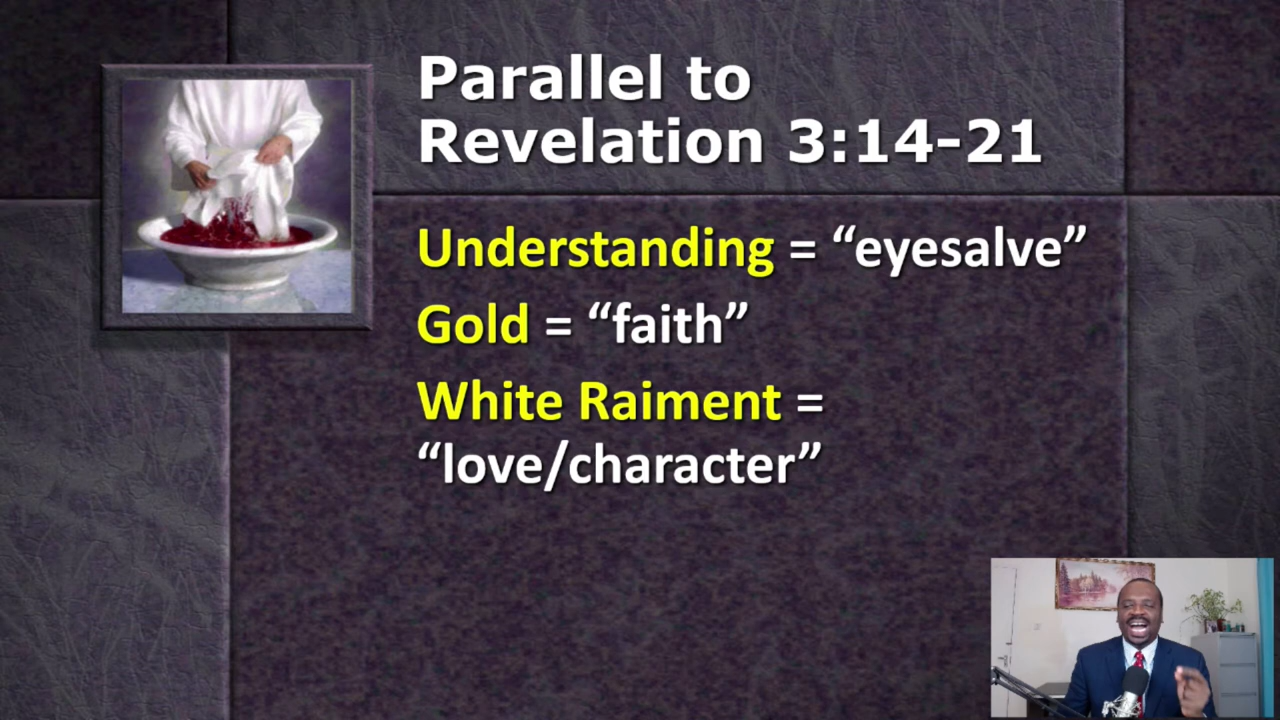 Parallel to
Revelation 3:14-21
Understanding = “eyesalve”
Gold = “faith”
White Raiment =
“love/character”